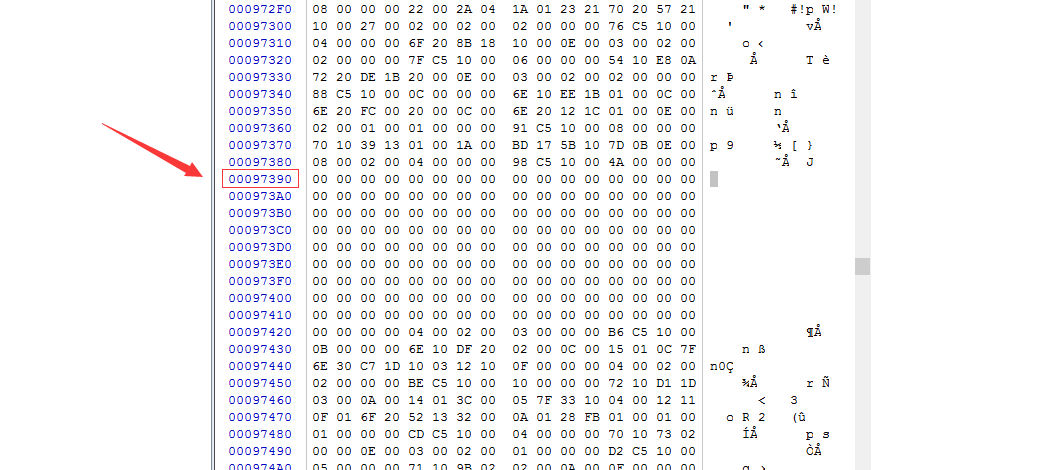 000972F0 08 00 00 00 22 00 2A 04 1A 01 23 21 70 20 57 21 " * #!p W!
00097300 10 00 27 00 02 00 02 00 02 00 00 00 76 C5 10 00 ' vÅ
00097310 04 00 00 00 6F 20 8B 18 10 00 0E 00 03 00 02 00 o ‹
00097320 02 00 00 00 7F C5 10 00 06 00 00 00 54 10 E8 0A Å T è
00097330 72 20 DE 1B 20 00 0E 00 03 00 02 00 02 00 00 00 r Þ
00097340 88 C5 10 00 0C 00 00 00 6E 10 EE 1B 01 00 0C 00 ˆÅ n î
00097350 6E 20 FC 00 20 00 0C 00 6E 20 12 1C 01 00 0E 00 n ü n
00097360 02 00 01 00 01 00 00 00 91 C5 10 00 08 00 00 00 ‘Å
00097370 70 10 39 13 01 00 1A 00 BD 17 5B 10 7D 0B 0E 00 p 9 ½ [ }
00097380 08 00 02 00 04 00 00 00 98 C5 10 00 4A 00 00 00 ˜Å J
00097390 00 00 00 00 00 00 00 00 00 00 00 00 00 00 00 00
000973A0 00 00 00 00 00 00 00 00 00 00 00 00 00 00 00 00
000973B0 00 00 00 00 00 00 00 00 00 00 00 00 00 00 00 00
000973C0 00 00 00 00 00 00 00 00 00 00 00 00 00 00 00 00
000973D0 00 00 00 00 00 00 00 00 00 00 00 00 00 00 00 00
000973E0 00 00 00 00 00 00 00 00 00 00 00 00 00 00 00 00
000973F0 00 00 00 00 00 00 00 00 00 00 00 00 00 00 00 00
00097400 00 00 00 00 00 00 00 00 00 00 00 00 00 00 00 00
00097410 00 00 00 00 00 00 00 00 00 00 00 00 00 00 00 00
00097420 00 00 00 00 04 00 02 00 03 00 00 00 B6 C5 10 00 ¶Å
00097430 0B 00 00 00 6E 10 DF 20 02 00 0C 00 15 01 0C 7F n ß
00097440 6E 30 C7 1D 10 03 12 10 0F 00 00 00 04 00 02 00 n0Ç
00097450 02 00 00 00 BE C5 10 00 10 00 00 00 72 10 D1 1D ¾Å r Ñ
00097460 03 00 0A 00 14 01 3C 00 05 7F 33 10 04 00 12 11 < 3
00097470 0F 01 6F 20 52 13 32 00 0A 01 28 FB 01 00 01 00 o R 2 (û
00097480 01 00 00 00 CD C5 10 00 04 00 00 00 70 10 73 02 ÍÅ p s
00097490 00 00 0E 00 03 00 02 00 01 00 00 00 D2 C5 10 00 ÒÅ
000974A0 05 00 00 00 71 10 9B 02 02 00 0A 00 0F 00 00 00 q ›